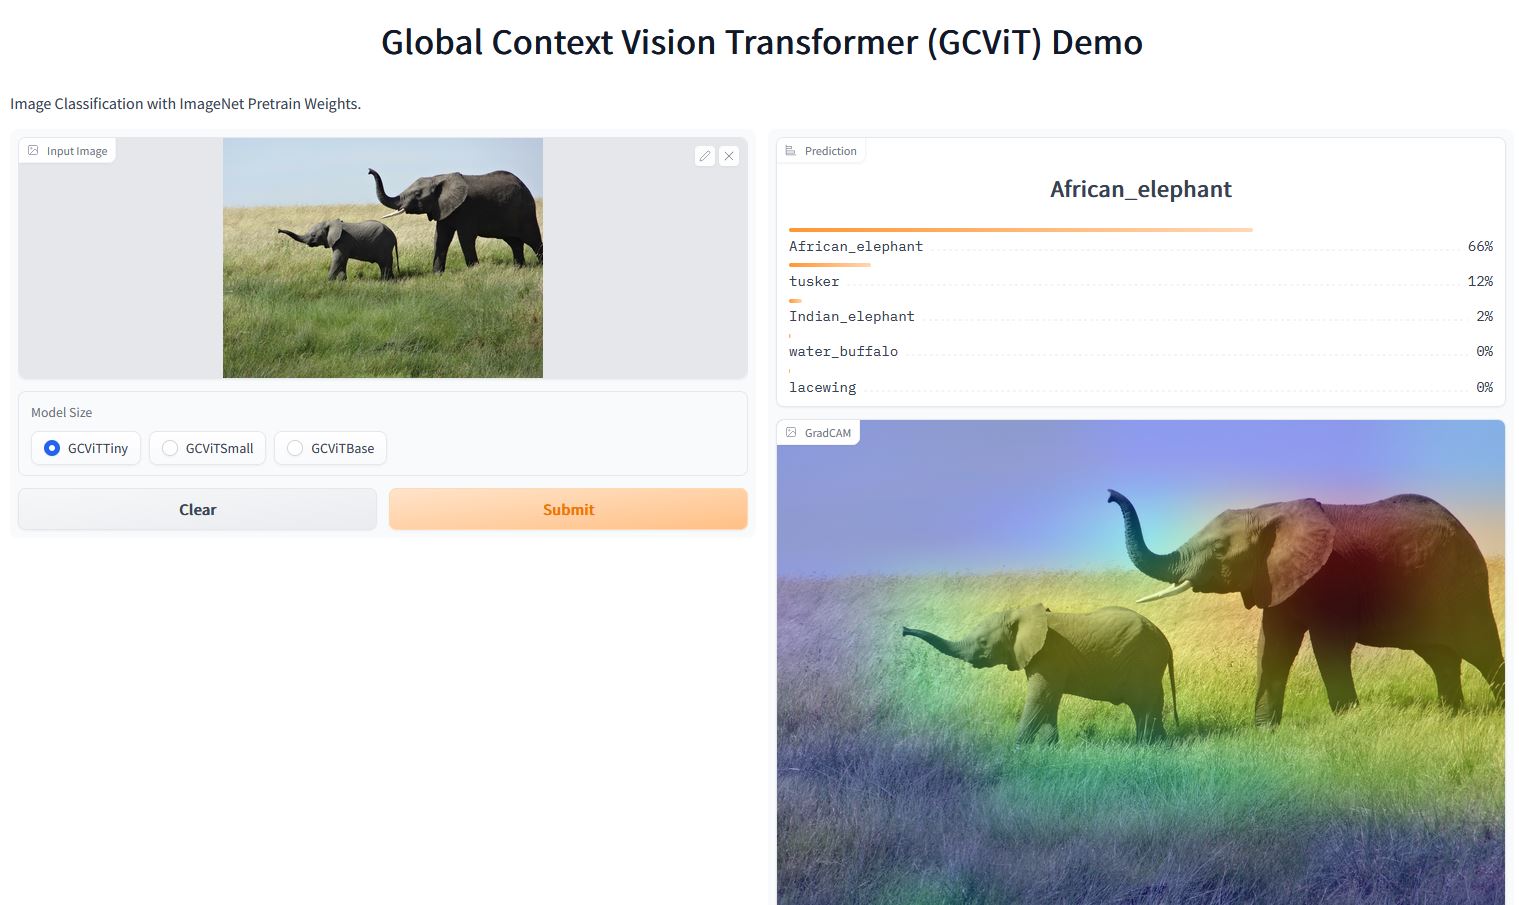 Global Context Vision Transformer (GCViT) Demo
Image Classification with ImageNet Pretrain Weights.
Input Image
Model Size
GCViTTiny
GCViTSmall
GCViTBase
Clear
Submit
Prediction
African_elephant
African_elephant 66%
tusker 12%
Indian_elephant 2%
water_buffalo 0%
lacewing 0%
GradCAM